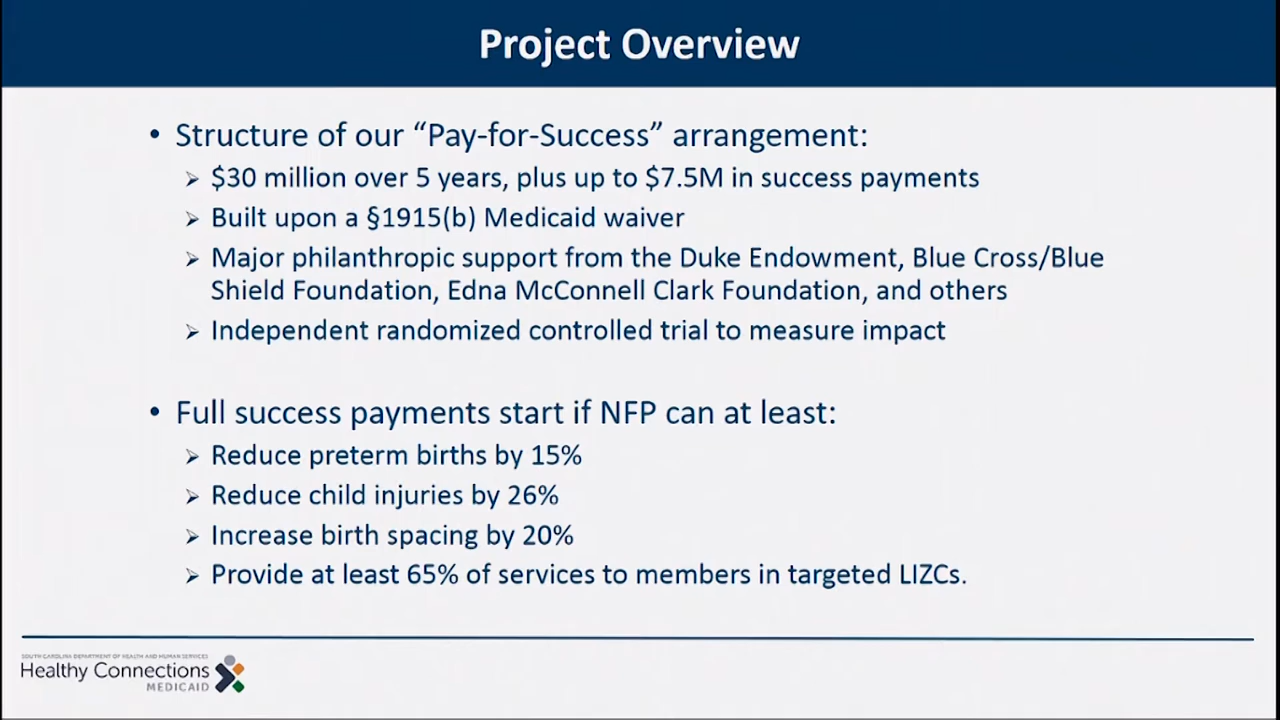 Project Overview
• Structure of our “Pay-for-Success” arrangement:
➢ $30 million over 5 years, plus up to $7.5M in success payments
➢ Built upon a §1915(b) Medicaid waiver
➢ Major philanthropic support from the Duke Endowment, Blue Cross/Blue
Shield Foundation, Edna McConnell Clark Foundation, and others
➢ Independent randomized controlled trial to measure impact
• Full success payments start if NFP can at least:
➢ Reduce preterm births by 15%
➢ Reduce child injuries by 26%
➢ Increase birth spacing by 20%
➢ Provide at least 65% of services to members in targeted LIZCs.
SOUTH CAROLINA DEPARTMENT OF HEALTH AND HUMAN SERVICES
Healthy Connections
MEDICAID